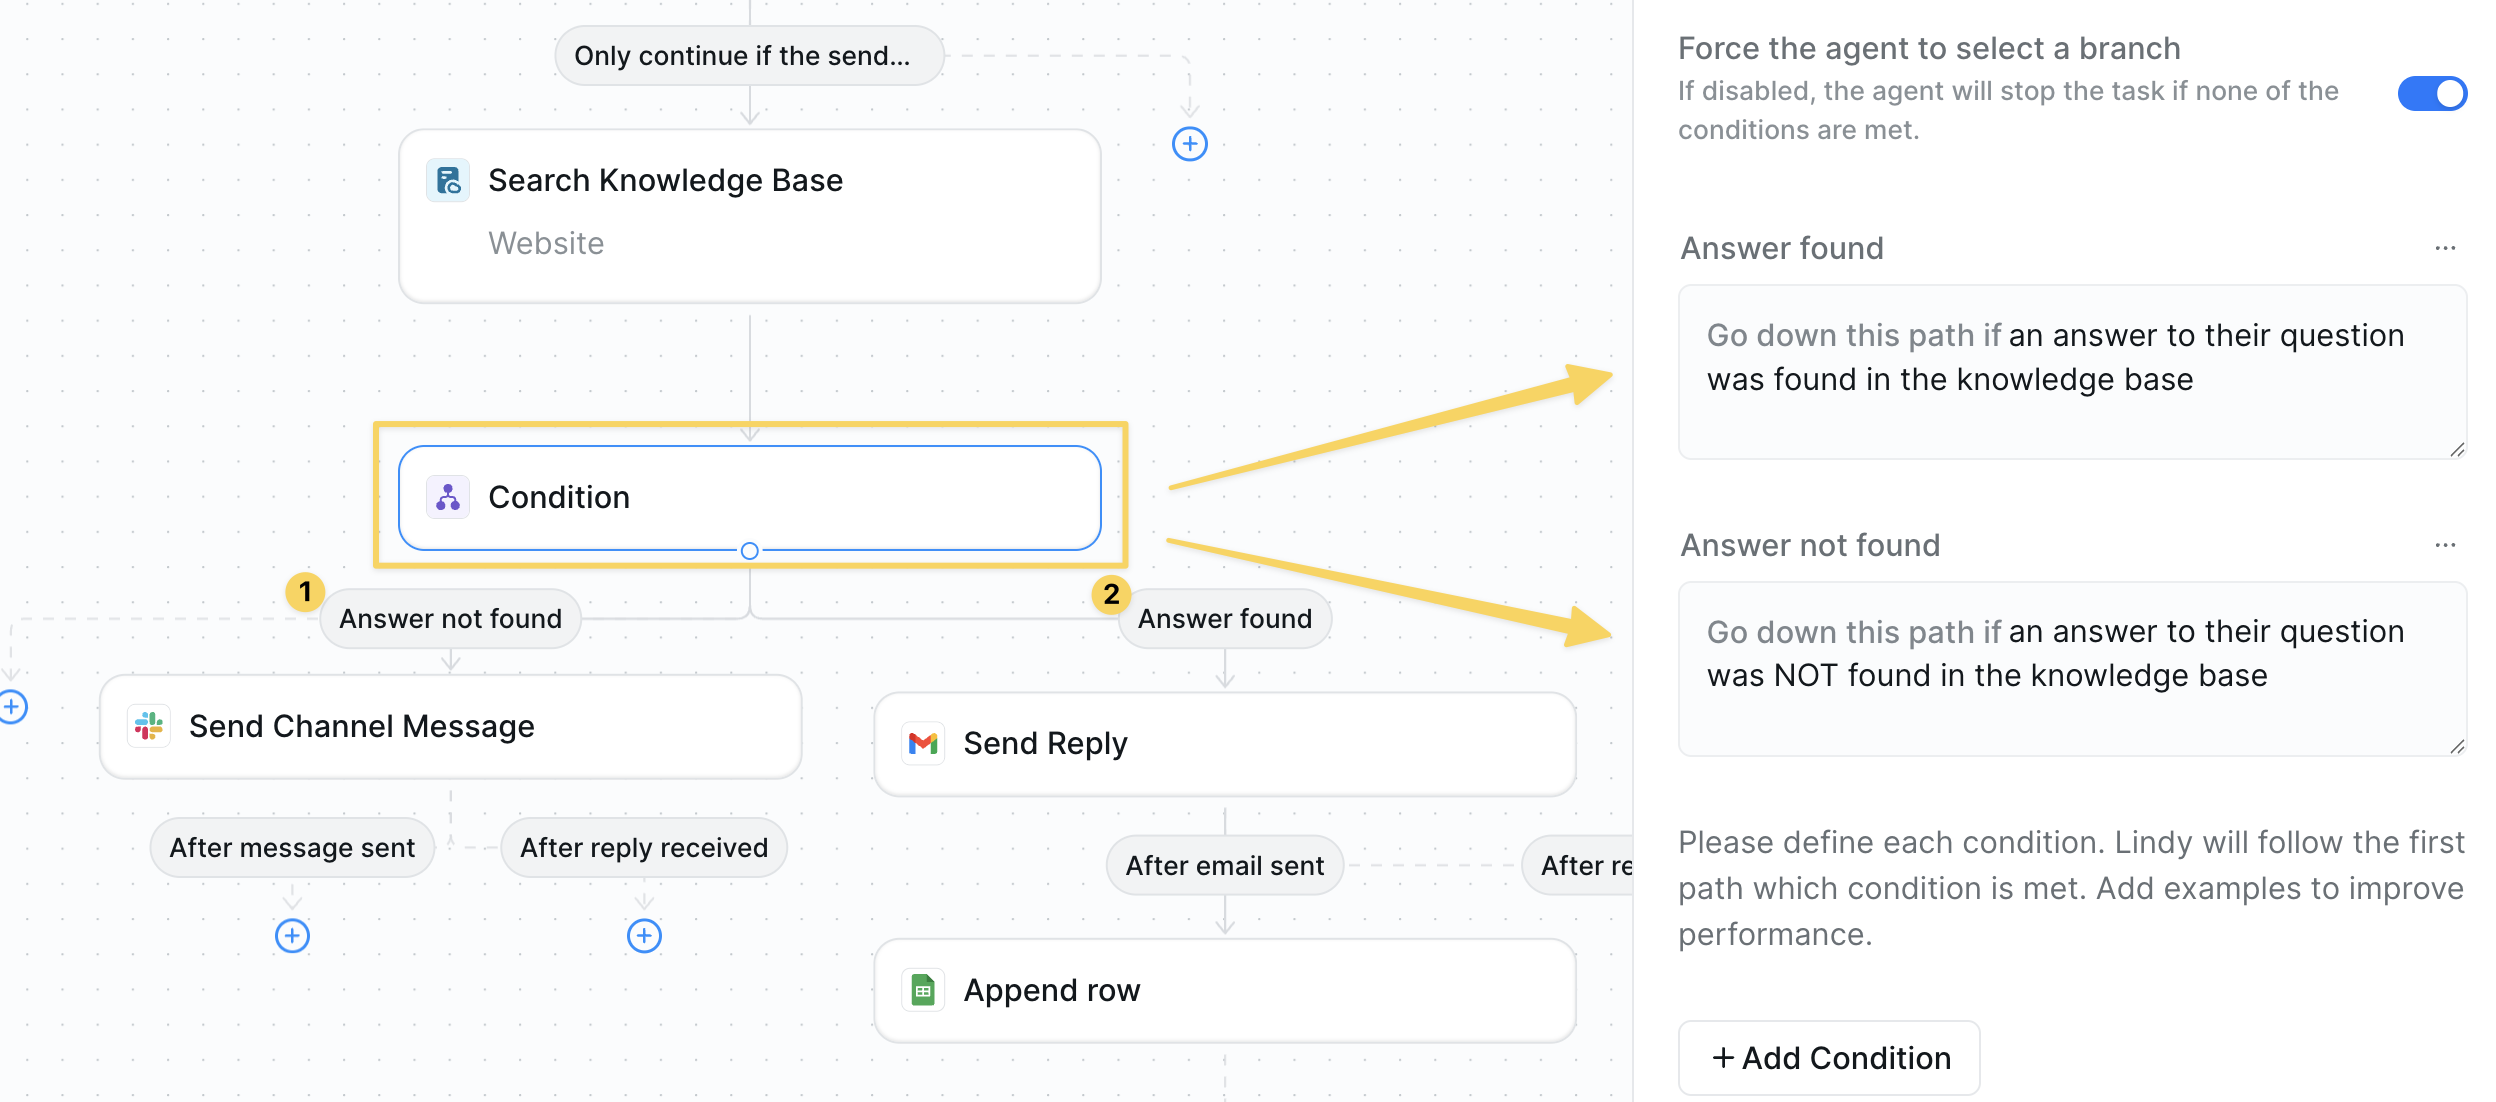 Only continue if the send...
Search Knowledge Base
Website
Condition
1
Answer not found
2
Answer found
Send Channel Message
Send Reply
After message sent
After reply received
After email sent
After re
Append row
Force the agent to select a branch
If disabled, the agent will stop the task if none of the
conditions are met.
Answer found
...
Go down this path if an answer to their question
was found in the knowledge base
Answer not found
...
Go down this path if an answer to their question
was NOT found in the knowledge base
Please define each condition. Lindy will follow the first
path which condition is met. Add examples to improve
performance.
+ Add Condition